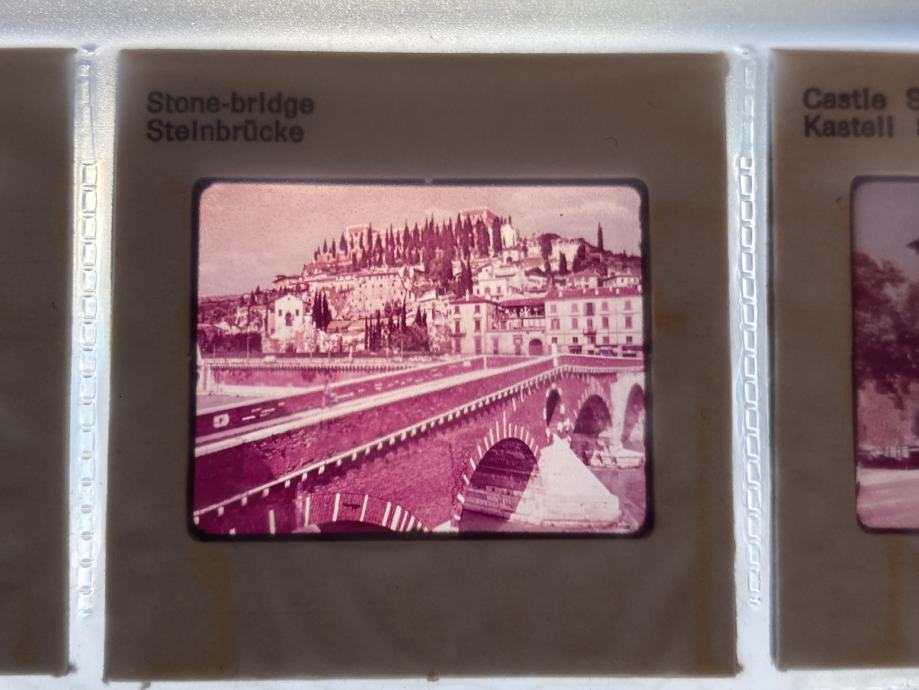 Stone-bridge
Steinbrücke
Castle
Kastell